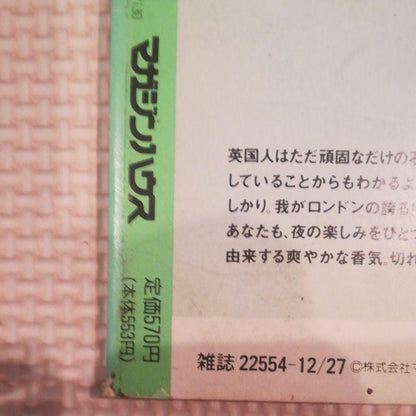 マガジンハウス
定価570円
(本体553円)
英国人はただ頑固なだけの
していることからもわかるよ
しかり。我がロンドンの誇る
あなたも、夜の楽しみをひと
由来する爽やかな香気。切れ
雑誌 22554-12/27 ©株式会社マ